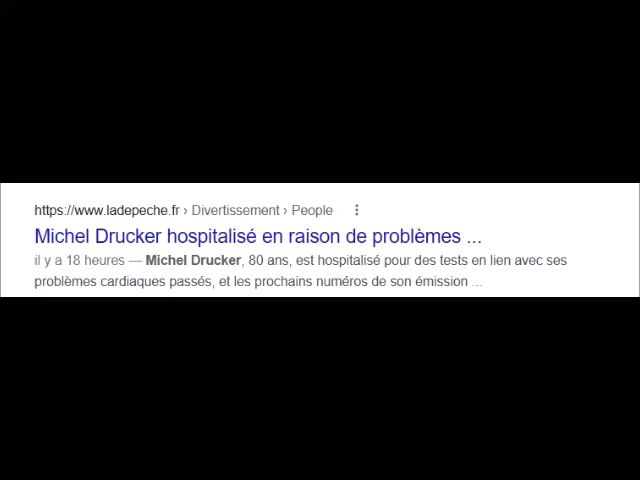 https://www.ladepeche.fr › Divertissement › People
Michel Drucker hospitalisé en raison de problèmes ...
il y a 18 heures — Michel Drucker, 80 ans, est hospitalisé pour des tests en lien avec ses
problèmes cardiaques passés, et les prochains numéros de son émission ...